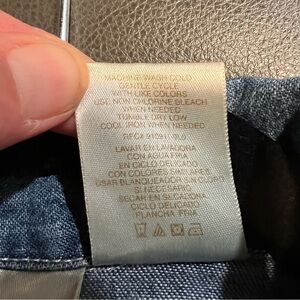 MACHINE WASH COLD
GENTLE CYCLE
WITH LIKE COLORS
USE NON CHLORINE BLEACH
WHEN NEEDED
TUMBLE DRY LOW
COOL IRON WHEN NEEDED
LAVAR EN LAVADORA
CON AGUA FRIA
EN CICLO DELICADO
CON COLORES SIMILARES
USAR BLANQUEADOR SIN CLORO
SI NECESARIO
SECAR EN SECADORA
CICLO DELICADO
PLANCHA FRIA